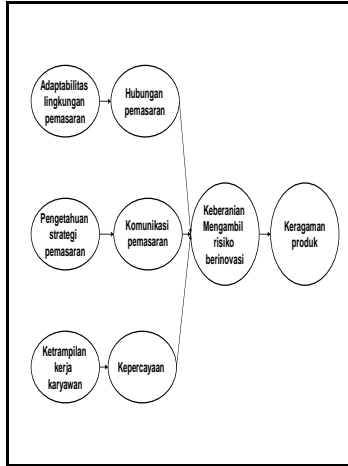 Adaptabilitas
lingkungan
pemasaran
Hubungan
pemasaran
Pengetahuan
strategi
pemasaran
Komunikasi
pemasaran
Keberanian
Mengambil
risiko
berinovasi
Keragaman
produk
Ketrampilan
kerja
karyawan
Kepercayaan